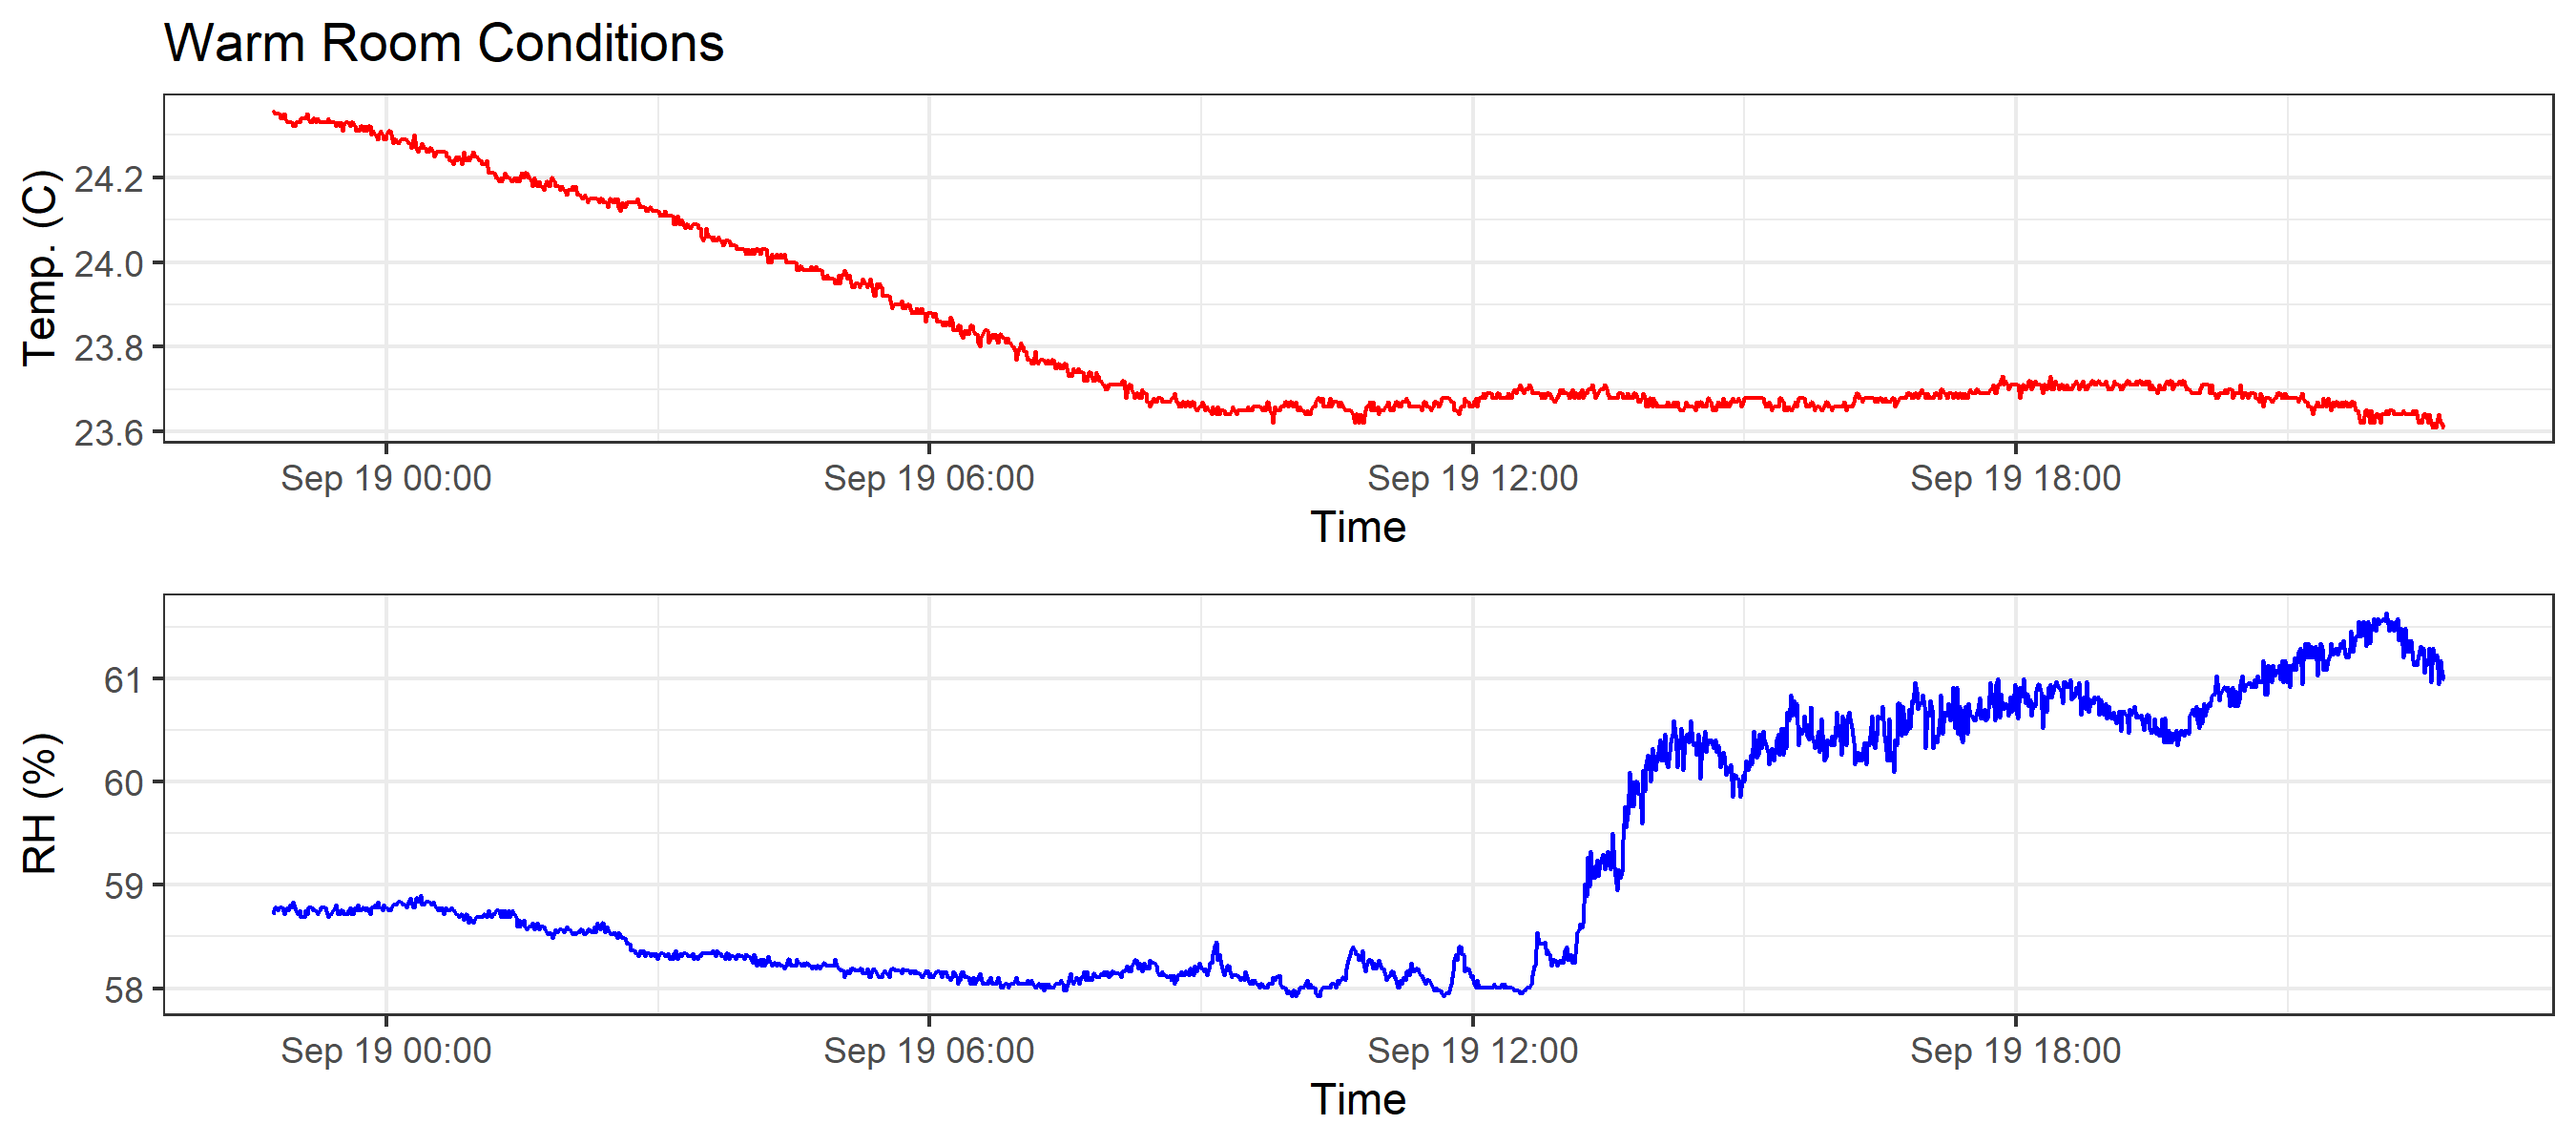 Warm Room Conditions
Temp. (C)
24.2
24.0
23.8
23.6
Sep 19 00:00 Sep 19 06:00 Sep 19 12:00 Sep 19 18:00
Time
RH (%)
61
60
59
58
Sep 19 00:00 Sep 19 06:00 Sep 19 12:00 Sep 19 18:00
Time